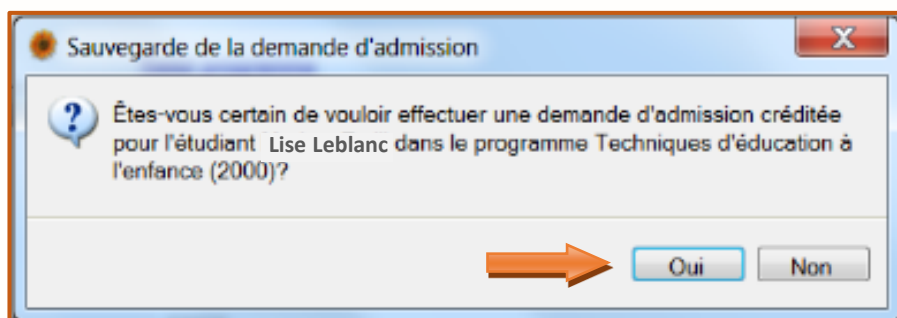 Sauvegarde de la demande d'admission
Êtes-vous certain de vouloir effectuer une demande d'admission créditée
pour l'étudiant Lise Leblanc dans le programme Techniques d'éducation à
l'enfance (2000)?
Oui Non